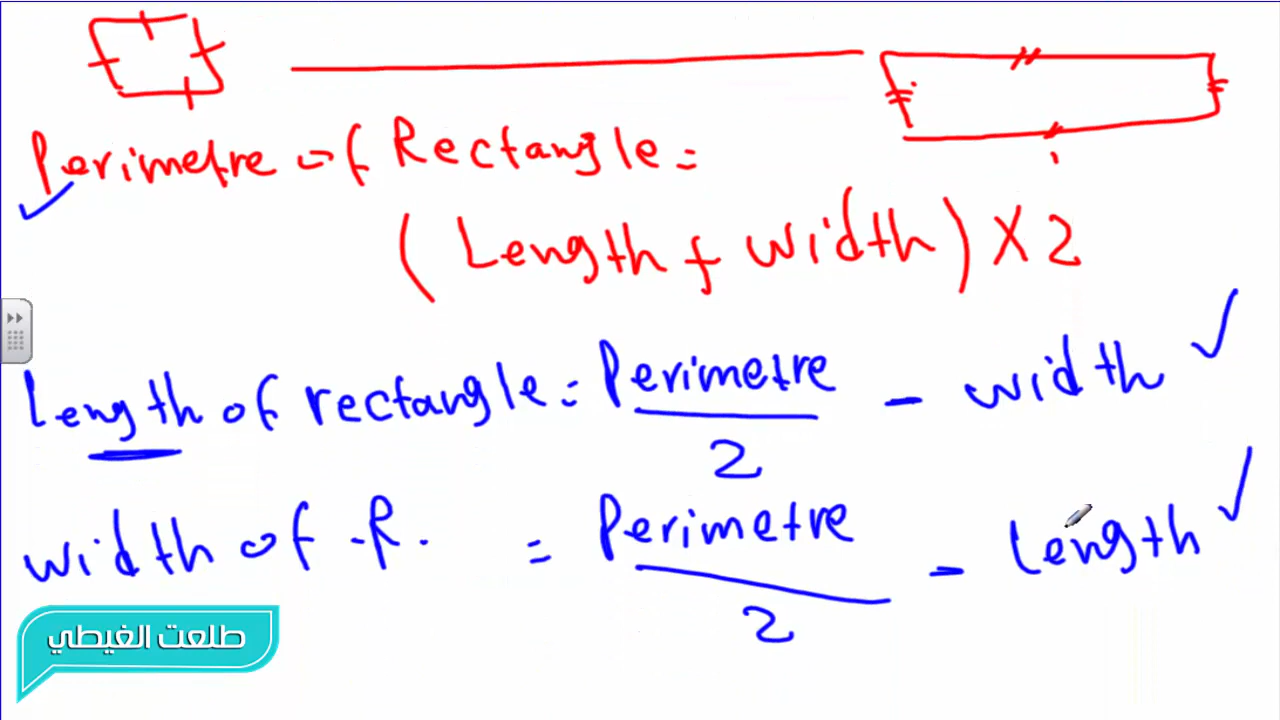 Perimetre of Rectangle =
(Length + width) X 2
Length of rectangle = Perimetre / 2 - width ✓
width of .R. = Perimetre / 2 - length ✓
طلعت الغيطي